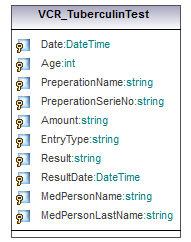 VCR_TuberculinTest
Date:DateTime
Age:int
PreperationName:string
PreperationSerieNo:string
Amount:string
EntryType:string
Result:string
ResultDate:DateTime
MedPersonName:string
MedPersonLastName:string